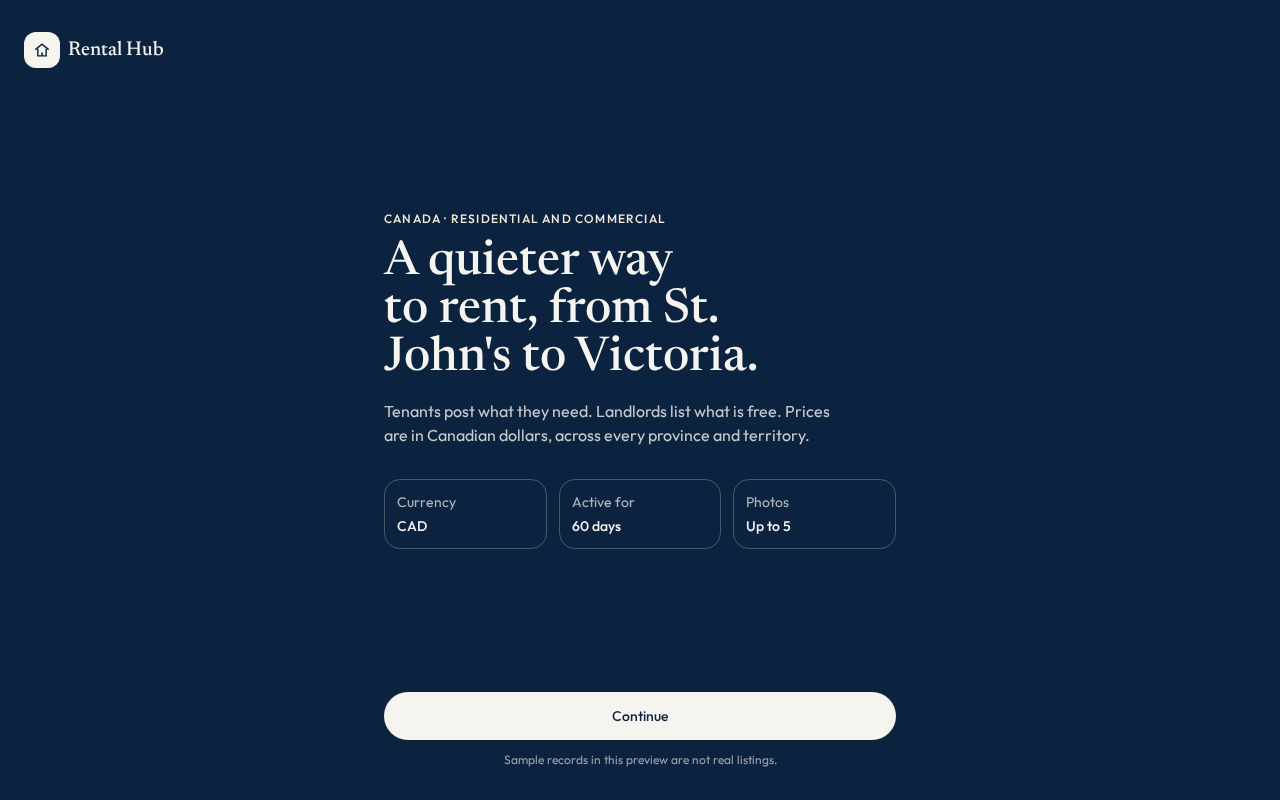 Rental Hub
CANADA · RESIDENTIAL AND COMMERCIAL
A quieter way
to rent, from St.
John's to Victoria.
Tenants post what they need. Landlords list what is free. Prices
are in Canadian dollars, across every province and territory.
Currency
CAD
Active for
60 days
Photos
Up to 5
Continue
Sample records in this preview are not real listings.